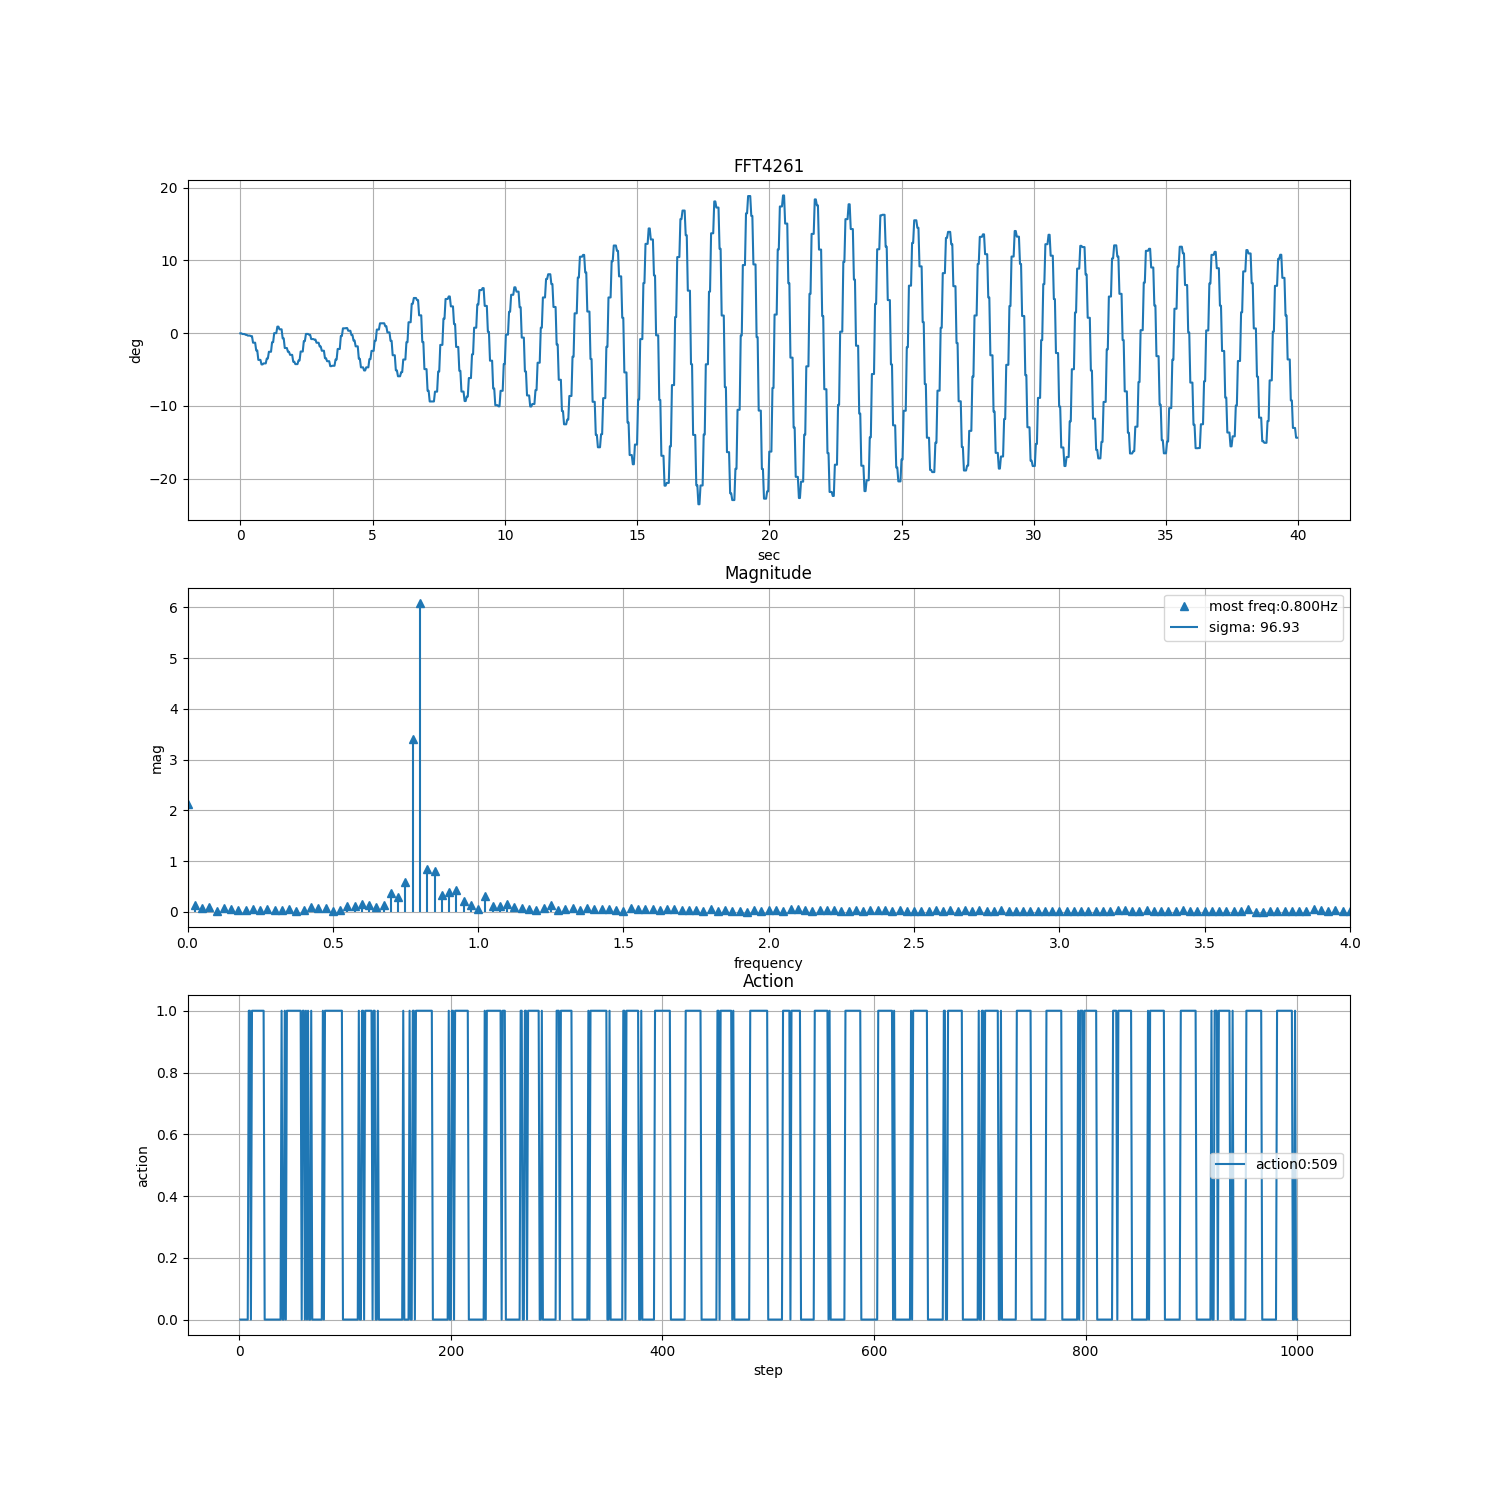 FFT4261
20
10
0
−10
−20
deg
0 5 10 15 20 25 30 35 40
sec
Magnitude
most freq:0.800Hz
sigma: 96.93
6
5
4
3
2
1
0
mag
0.0 0.5 1.0 1.5 2.0 2.5 3.0 3.5 4.0
frequency
Action
1.0
0.8
0.6
0.4
0.2
0.0
action
action0:509
0 200 400 600 800 1000
step